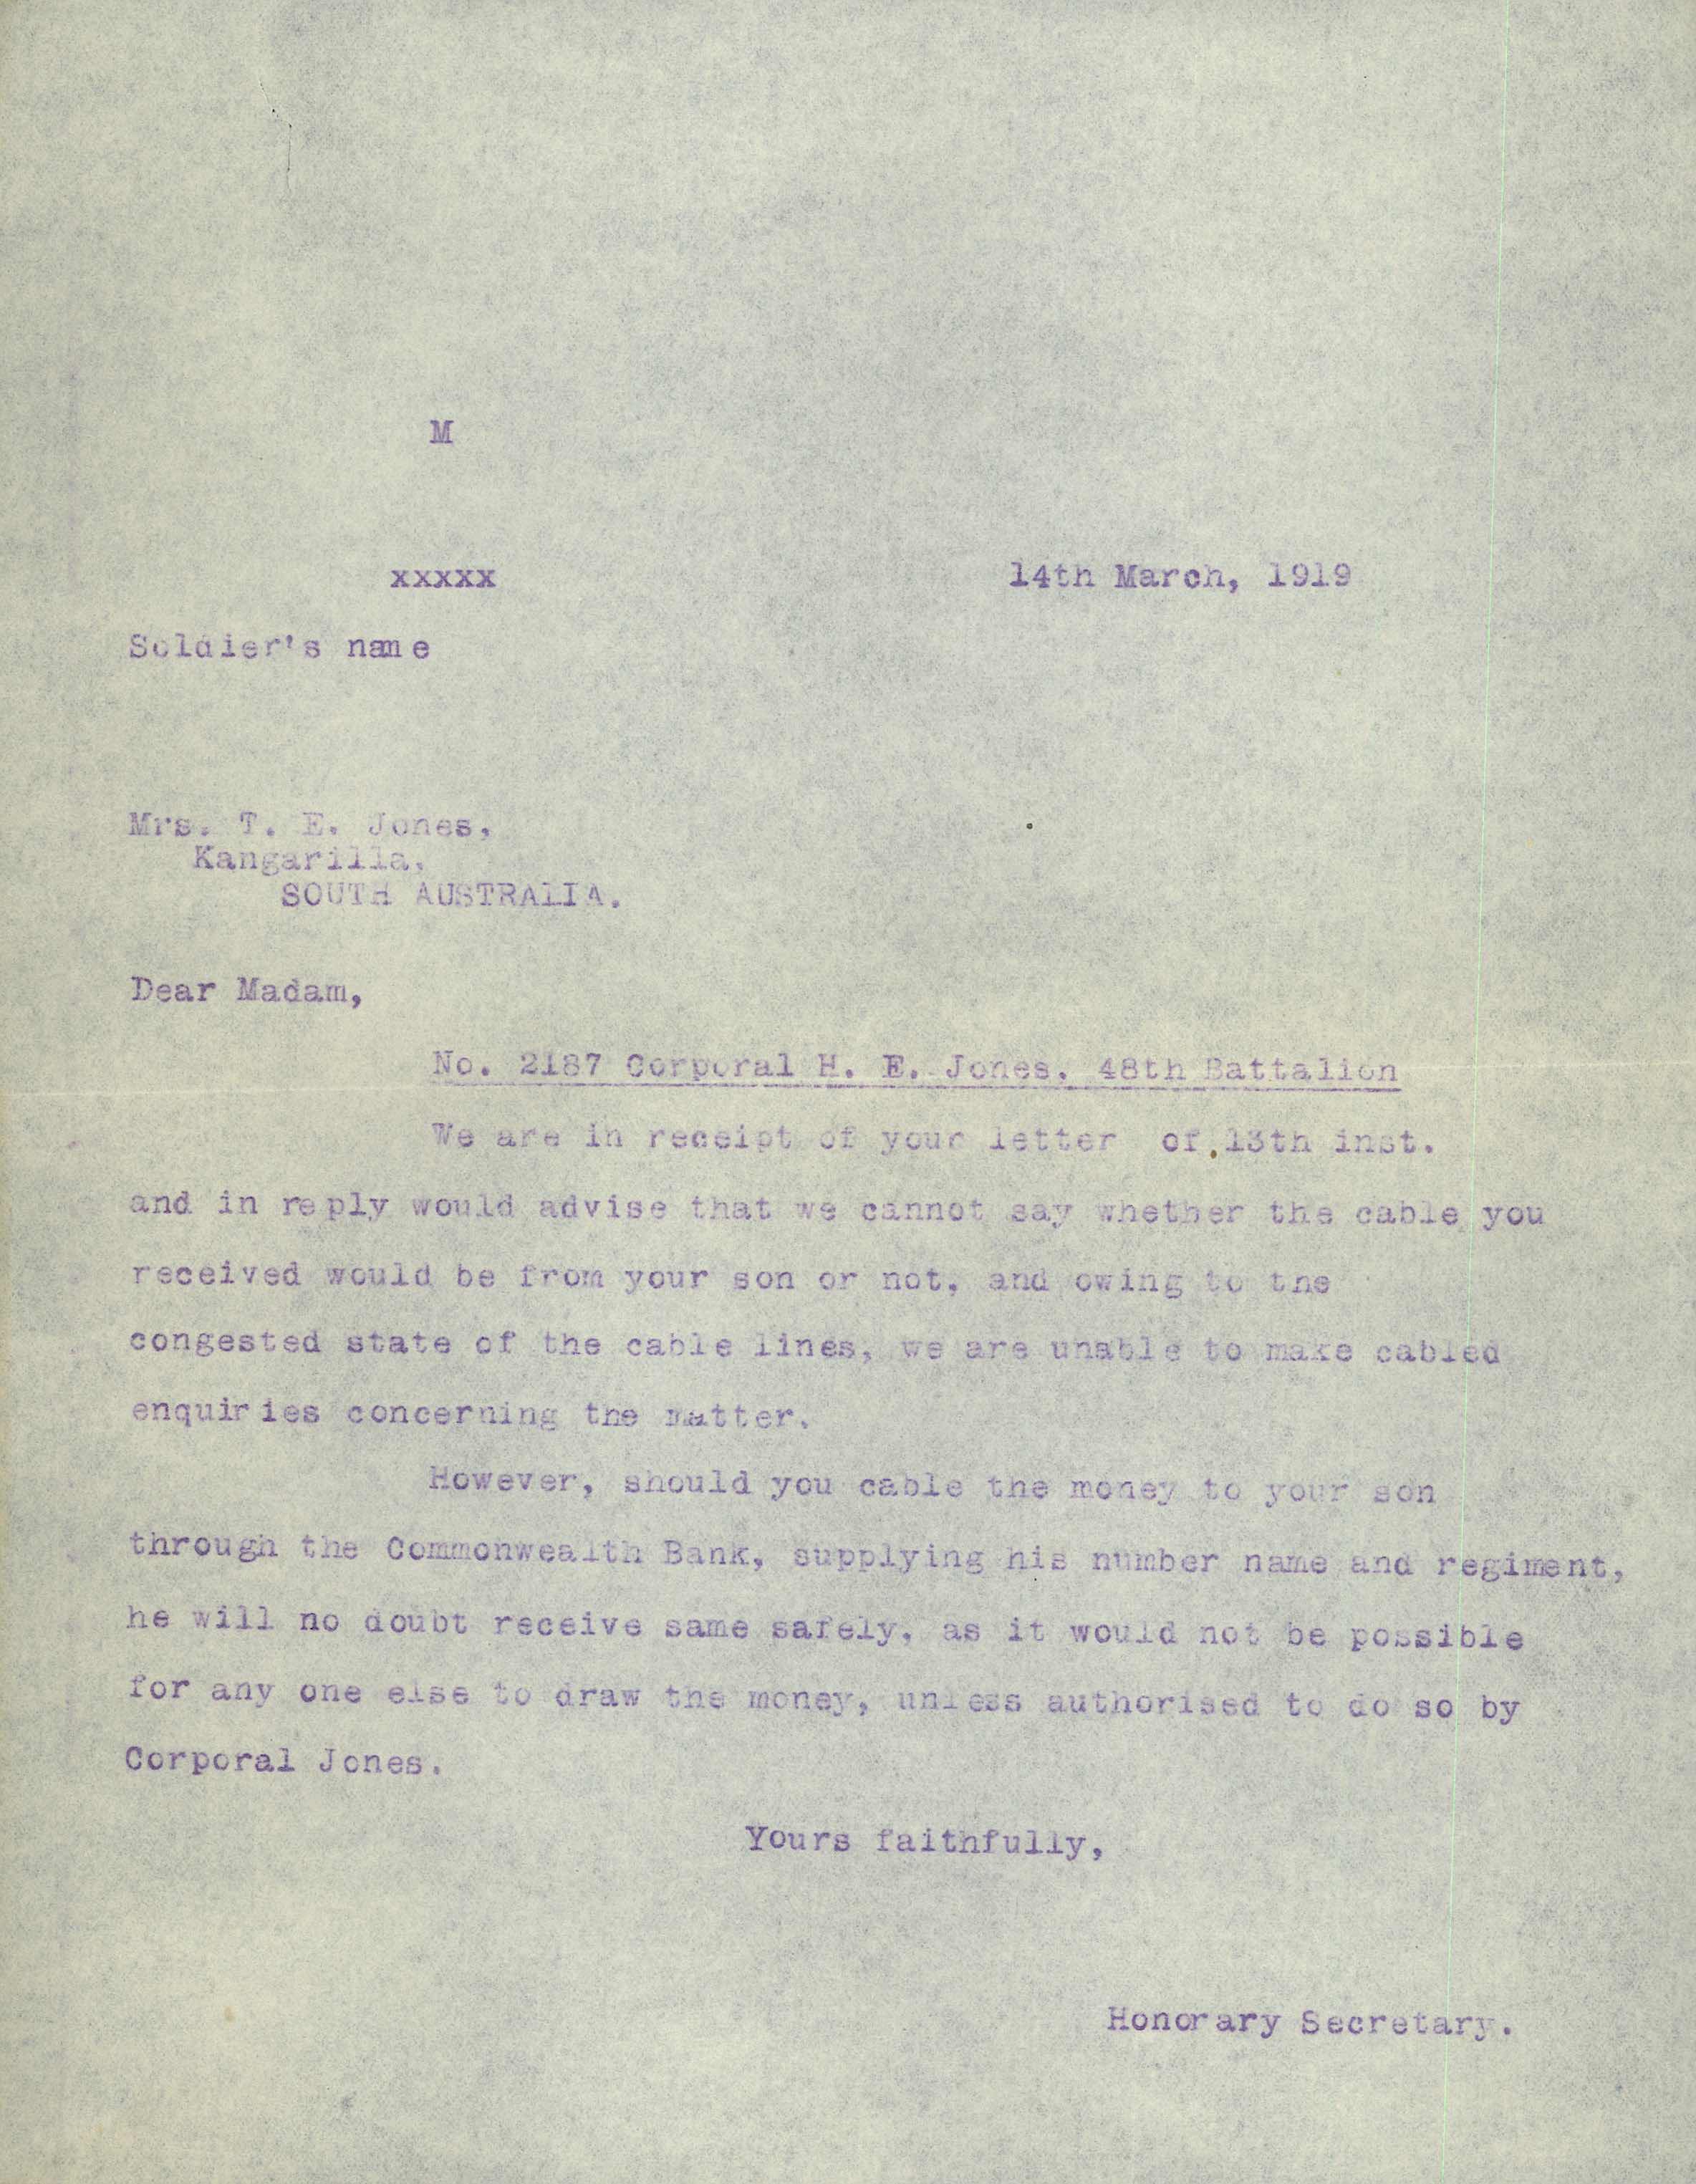 M
xxxxx 14th March, 1919
Soldier's name
Mrs. T. E. Jones,
Kangarilla,
SOUTH AUSTRALIA.
Dear Madam,
No. 2187 Corporal H. E. Jones, 48th Battalion
We are in receipt of your letter of 13th inst.
and in reply would advise that we cannot say whether the cable you
received would be from your son or not, and owing to the
congested state of the cable lines, we are unable to make cabled
enquiries concerning the matter.
However, should you cable the money to your son
through the Commonwealth Bank, supplying his number name and regiment,
he will no doubt receive same safely, as it would not be possible
for any one else to draw the money, unless authorised to do so by
Corporal Jones.
Yours faithfully,
Honorary Secretary.